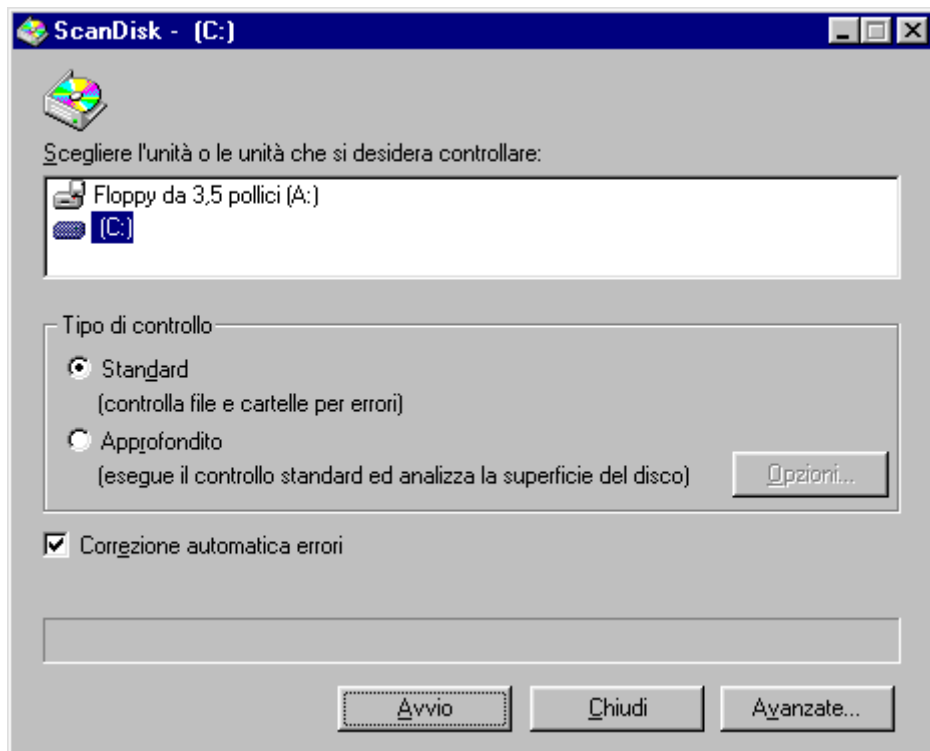 ScanDisk - (C:)
Scegliere l'unità o le unità che si desidera controllare:
Floppy da 3,5 pollici (A:)
(C:)
Tipo di controllo
Standard
(controlla file e cartelle per errori)
Approfondito
(esegue il controllo standard ed analizza la superficie del disco)
Opzioni...
Correzione automatica errori
Avvio
Chiudi
Avanzate...